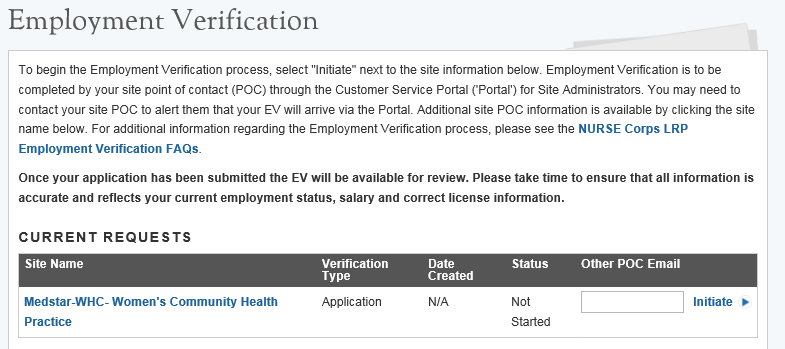 Employment Verification
To begin the Employment Verification process, select "Initiate" next to the site information below. Employment Verification is to be
completed by your site point of contact (POC) through the Customer Service Portal ('Portal') for Site Administrators. You may need to
contact your site POC to alert them that your EV will arrive via the Portal. Additional site POC information is available by clicking the site
name below. For additional information regarding the Employment Verification process, please see the NURSE Corps LRP
Employment Verification FAQs.
Once your application has been submitted the EV will be available for review. Please take time to ensure that all information is
accurate and reflects your current employment status, salary and correct license information.
CURRENT REQUESTS
Site Name Verification Date Status Other POC Email
Type Created
Medstar-WHC- Women's Community Health Application N/A Not Initiate
Practice Started